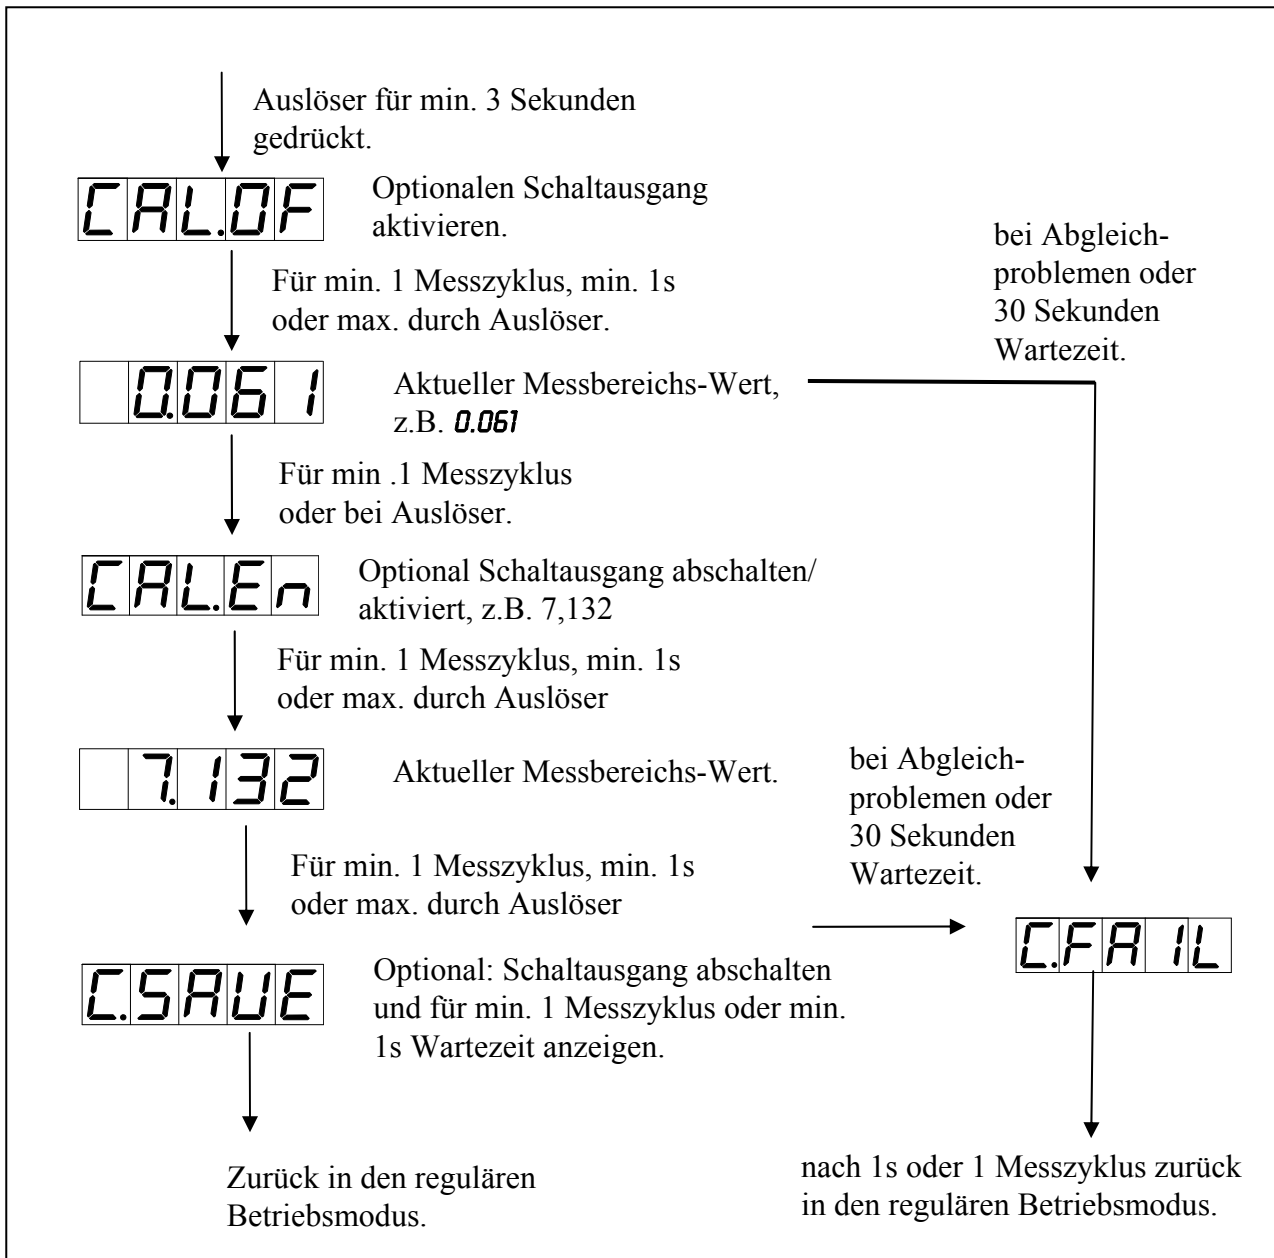 Auslöser für min. 3 Sekunden
gedrückt.
CAL.OF
Optionalen Schaltausgang
aktivieren.
Für min. 1 Messzyklus, min. 1s
oder max. durch Auslöser.
bei Abgleich-
problemen oder
30 Sekunden
Wartezeit.
0.061
Aktueller Messbereichs-Wert,
z.B. 0.061
Für min .1 Messzyklus
oder bei Auslöser.
CAL.En
Optional Schaltausgang abschalten/
aktiviert, z.B. 7,132
Für min. 1 Messzyklus, min. 1s
oder max. durch Auslöser
7.132
Aktueller Messbereichs-Wert.
bei Abgleich-
problemen oder
30 Sekunden
Wartezeit.
Für min. 1 Messzyklus, min. 1s
oder max. durch Auslöser
C.FAIL
C.SAVE
Optional: Schaltausgang abschalten
und für min. 1 Messzyklus oder min.
1s Wartezeit anzeigen.
Zurück in den regulären
Betriebsmodus.
nach 1s oder 1 Messzyklus zurück
in den regulären Betriebsmodus.